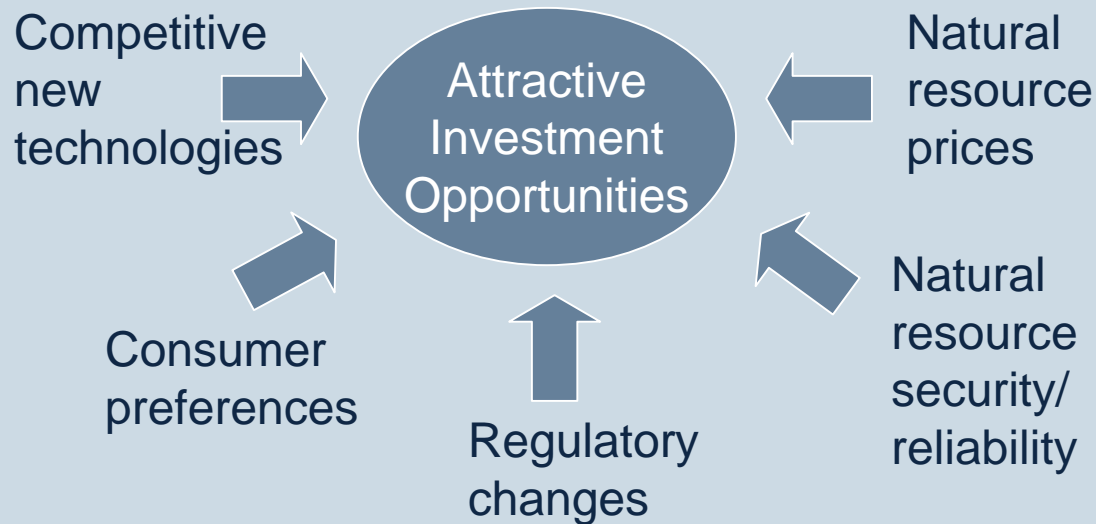 Competitive
new
technologies
Attractive
Investment
Opportunities
Natural
resource
prices
Consumer
preferences
Regulatory
changes
Natural
resource
security/
reliability